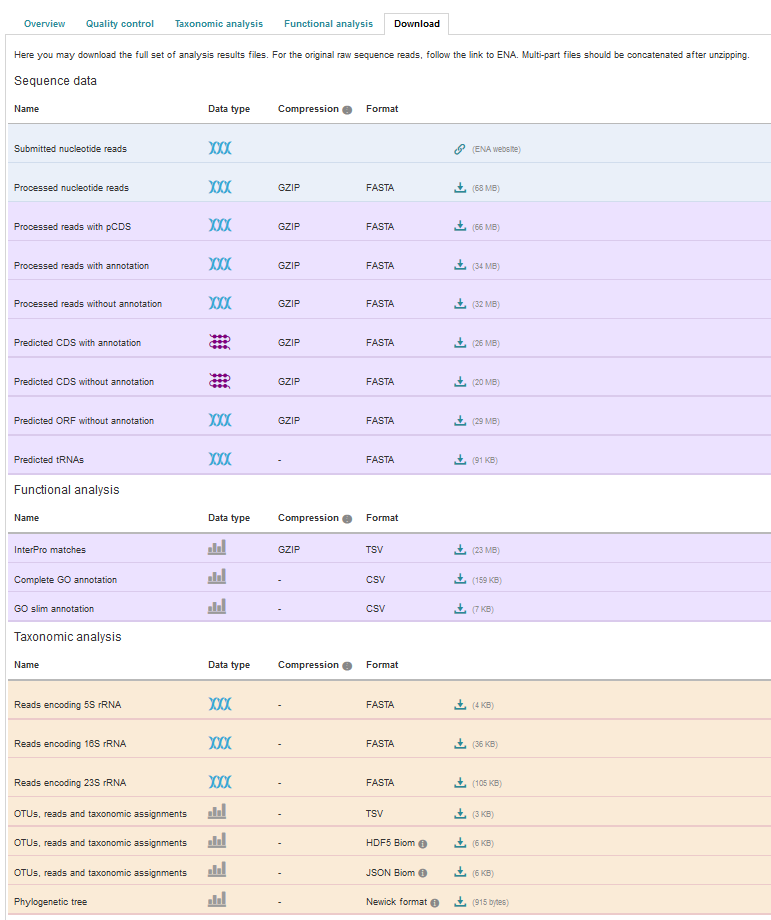 Overview Quality control Taxonomic analysis Functional analysis Download
Here you may download the full set of analysis results files. For the original raw sequence reads, follow the link to ENA. Multi-part files should be concatenated after unzipping.
Sequence data
Name Data type Compression Format
Submitted nucleotide reads (ENA website)
Processed nucleotide reads GZIP FASTA (68 MB)
Processed reads with pCDS GZIP FASTA (66 MB)
Processed reads with annotation GZIP FASTA (34 MB)
Processed reads without annotation GZIP FASTA (32 MB)
Predicted CDS with annotation GZIP FASTA (26 MB)
Predicted CDS without annotation GZIP FASTA (20 MB)
Predicted ORF without annotation GZIP FASTA (29 MB)
Predicted tRNAs - FASTA (91 KB)
Functional analysis
Name Data type Compression Format
InterPro matches GZIP TSV (23 MB)
Complete GO annotation - CSV (159 KB)
GO slim annotation - CSV (7 KB)
Taxonomic analysis
Name Data type Compression Format
Reads encoding 5S rRNA - FASTA (4 KB)
Reads encoding 16S rRNA - FASTA (36 KB)
Reads encoding 23S rRNA - FASTA (105 KB)
OTUs, reads and taxonomic assignments - TSV (3 KB)
OTUs, reads and taxonomic assignments - HDF5 Biom (6 KB)
OTUs, reads and taxonomic assignments - JSON Biom (6 KB)
Phylogenetic tree - Newick format (915 bytes)